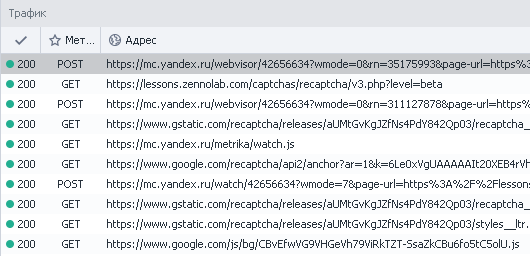 Трафик
Мет... Адрес
200 POST https://mc.yandex.ru/webvisor/42656634?wmode=0&rn=35175993&page-url=https%3
200 GET https://lessons.zennolab.com/captchas/recaptcha/v3.php?level=beta
200 POST https://mc.yandex.ru/webvisor/42656634?wmode=0&rn=311127878&page-url=https%
200 GET https://www.gstatic.com/recaptcha/releases/aUMtGvKgJZfNs4PdY842Qp03/recaptcha_
200 GET https://mc.yandex.ru/metrika/watch.js
200 GET https://www.google.com/recaptcha/api2/anchor?ar=1&k=6Le0xVgUAAAAAIt20XEB4rVh
200 POST https://mc.yandex.ru/watch/42656634?wmode=7&page-url=https%3A%2F%2Flessons
200 GET https://www.gstatic.com/recaptcha/releases/aUMtGvKgJZfNs4PdY842Qp03/recaptcha_
200 GET https://www.gstatic.com/recaptcha/releases/aUMtGvKgJZfNs4PdY842Qp03/styles__ltr.
200 GET https://www.google.com/js/bg/CBvEfwVG9VHGeVh79ViRkTZT-SsaZkCBu6fo5tC5olU.js